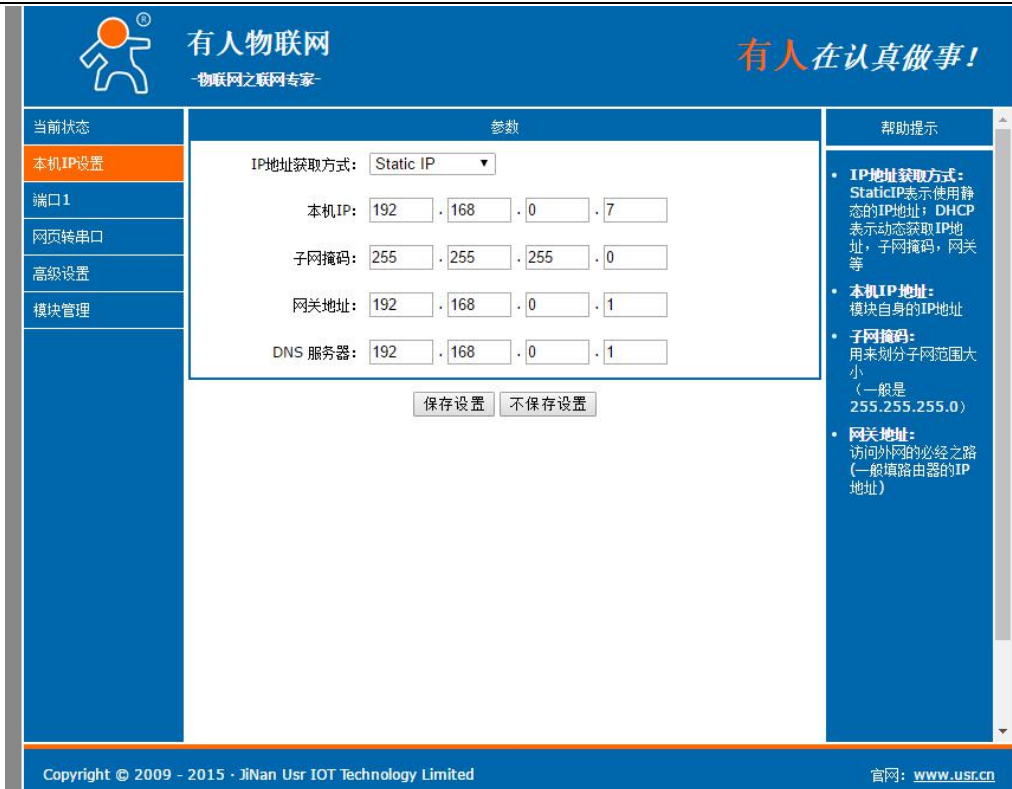 ®
有人物联网
-物联网之联网专家-
有人在认真做事!
当前状态
本机IP设置
端口1
网页转串口
高级设置
模块管理
参数
IP地址获取方式: Static IP
本机IP: 192 . 168 . 0 . 7
子网掩码: 255 . 255 . 255 . 0
网关地址: 192 . 168 . 0 . 1
DNS 服务器: 192 . 168 . 0 . 1
保存设置 不保存设置
帮助提示
• IP地址获取方式:
StaticIP表示使用静
态的IP地址；DHCP
表示动态获取IP地
址，子网掩码，网关
等
• 本机IP地址:
模块自身的IP地址
• 子网掩码:
用来划分子网范围大
小
（一般是
255.255.255.0）
• 网关地址:
访问外网的必经之路
(一般填路由器的IP
地址)
Copyright © 2009 - 2015 · JiNan Usr IOT Technology Limited
官网: www.usr.cn